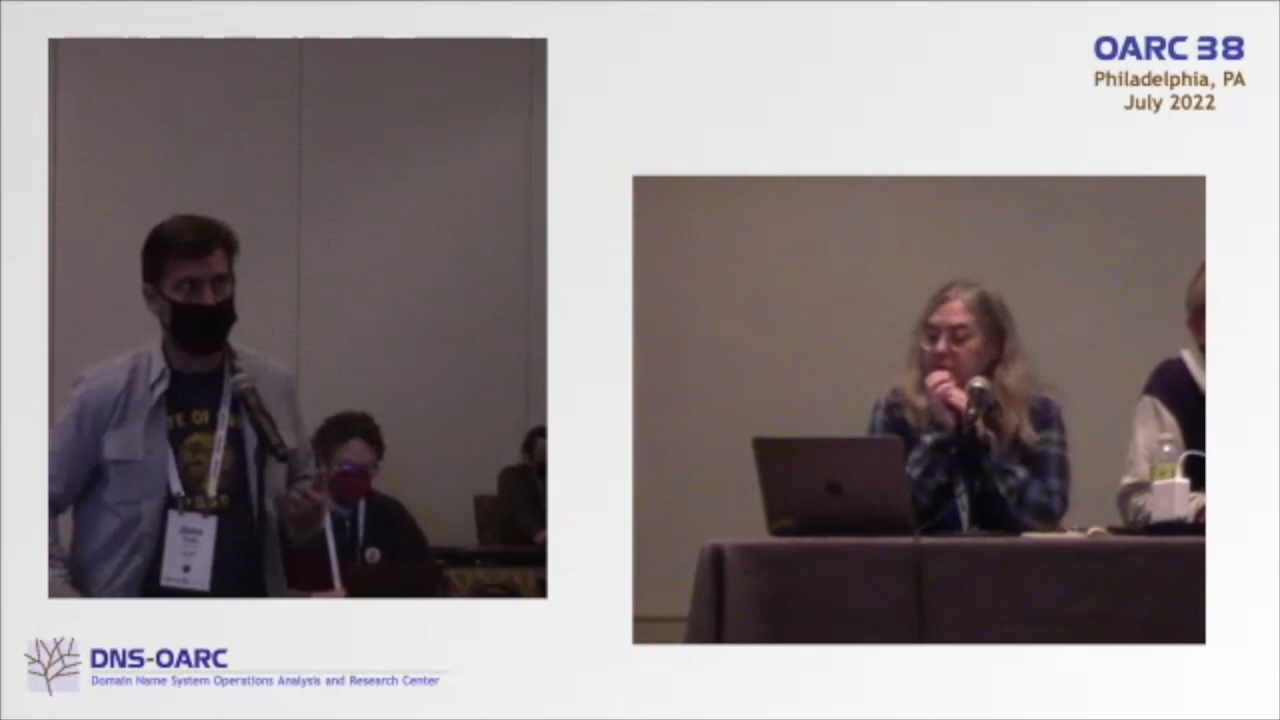 OARC 38
Philadelphia, PA
July 2022
DNS-OARC
Domain Name System Operations Analysis and Research Center